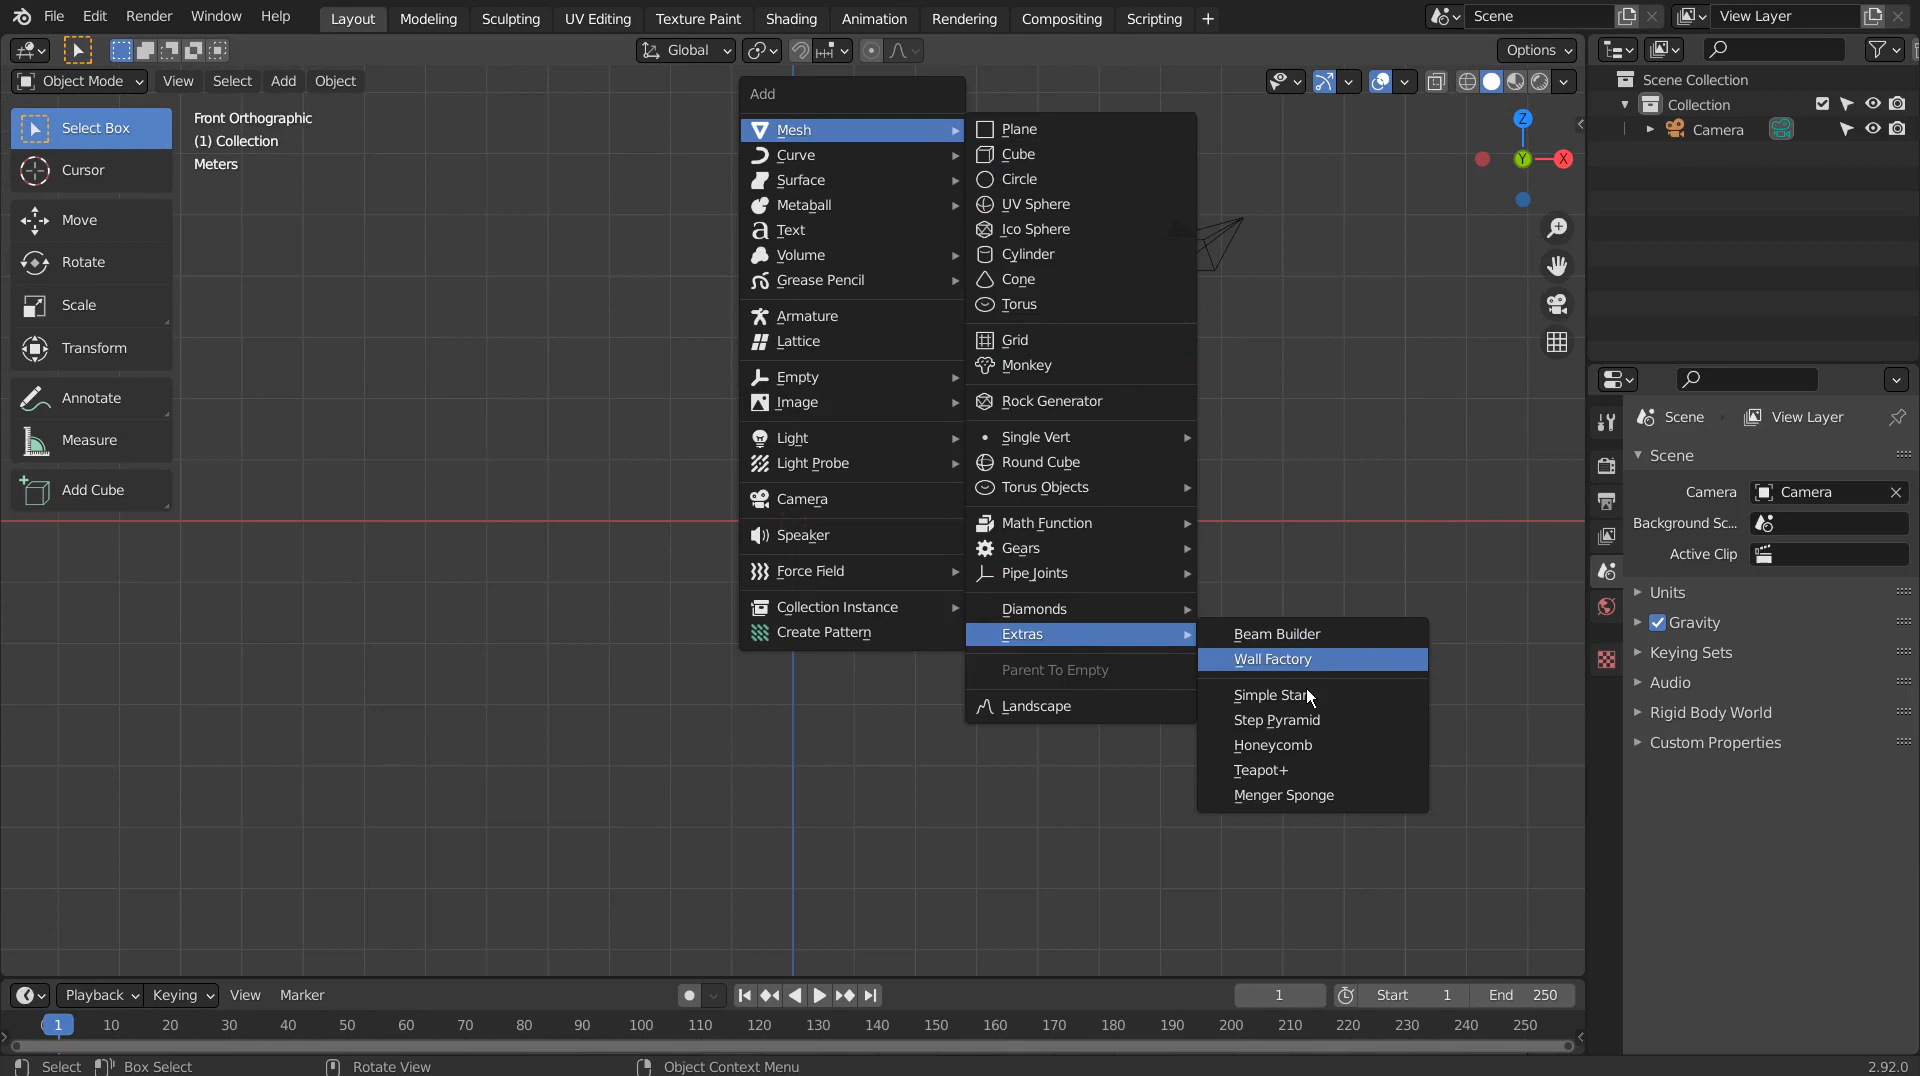 File Edit Render Window Help Layout Modeling Sculpting UV Editing Texture Paint Shading Animation Rendering Compositing Scripting + Scene View Layer
Global Options
Object Mode View Select Add Object
Select Box
Cursor
Move
Rotate
Scale
Transform
Annotate
Measure
Add Cube
Front Orthographic
(1) Collection
Meters
Add
Mesh
Curve
Surface
Metaball
Text
Volume
Grease Pencil
Armature
Lattice
Empty
Image
Light
Light Probe
Camera
Speaker
Force Field
Collection Instance
Create Pattern
Plane
Cube
Circle
UV Sphere
Ico Sphere
Cylinder
Cone
Torus
Grid
Monkey
Rock Generator
Single Vert
Round Cube
Torus Objects
Math Function
Gears
Pipe Joints
Diamonds
Extras
Parent To Empty
Landscape
Beam Builder
Wall Factory
Simple Star
Step Pyramid
Honeycomb
Teapot+
Menger Sponge
Z
Y
X
Scene Collection
Collection
Camera
Scene View Layer
Scene
Camera Camera
Background Sc...
Active Clip
Units
Gravity
Keying Sets
Audio
Rigid Body World
Custom Properties
Playback Keying View Marker 1 Start 1 End 250
1 10 20 30 40 50 60 70 80 90 100 110 120 130 140 150 160 170 180 190 200 210 220 230 240 250
Select Box Select Rotate View Object Context Menu 2.92.0